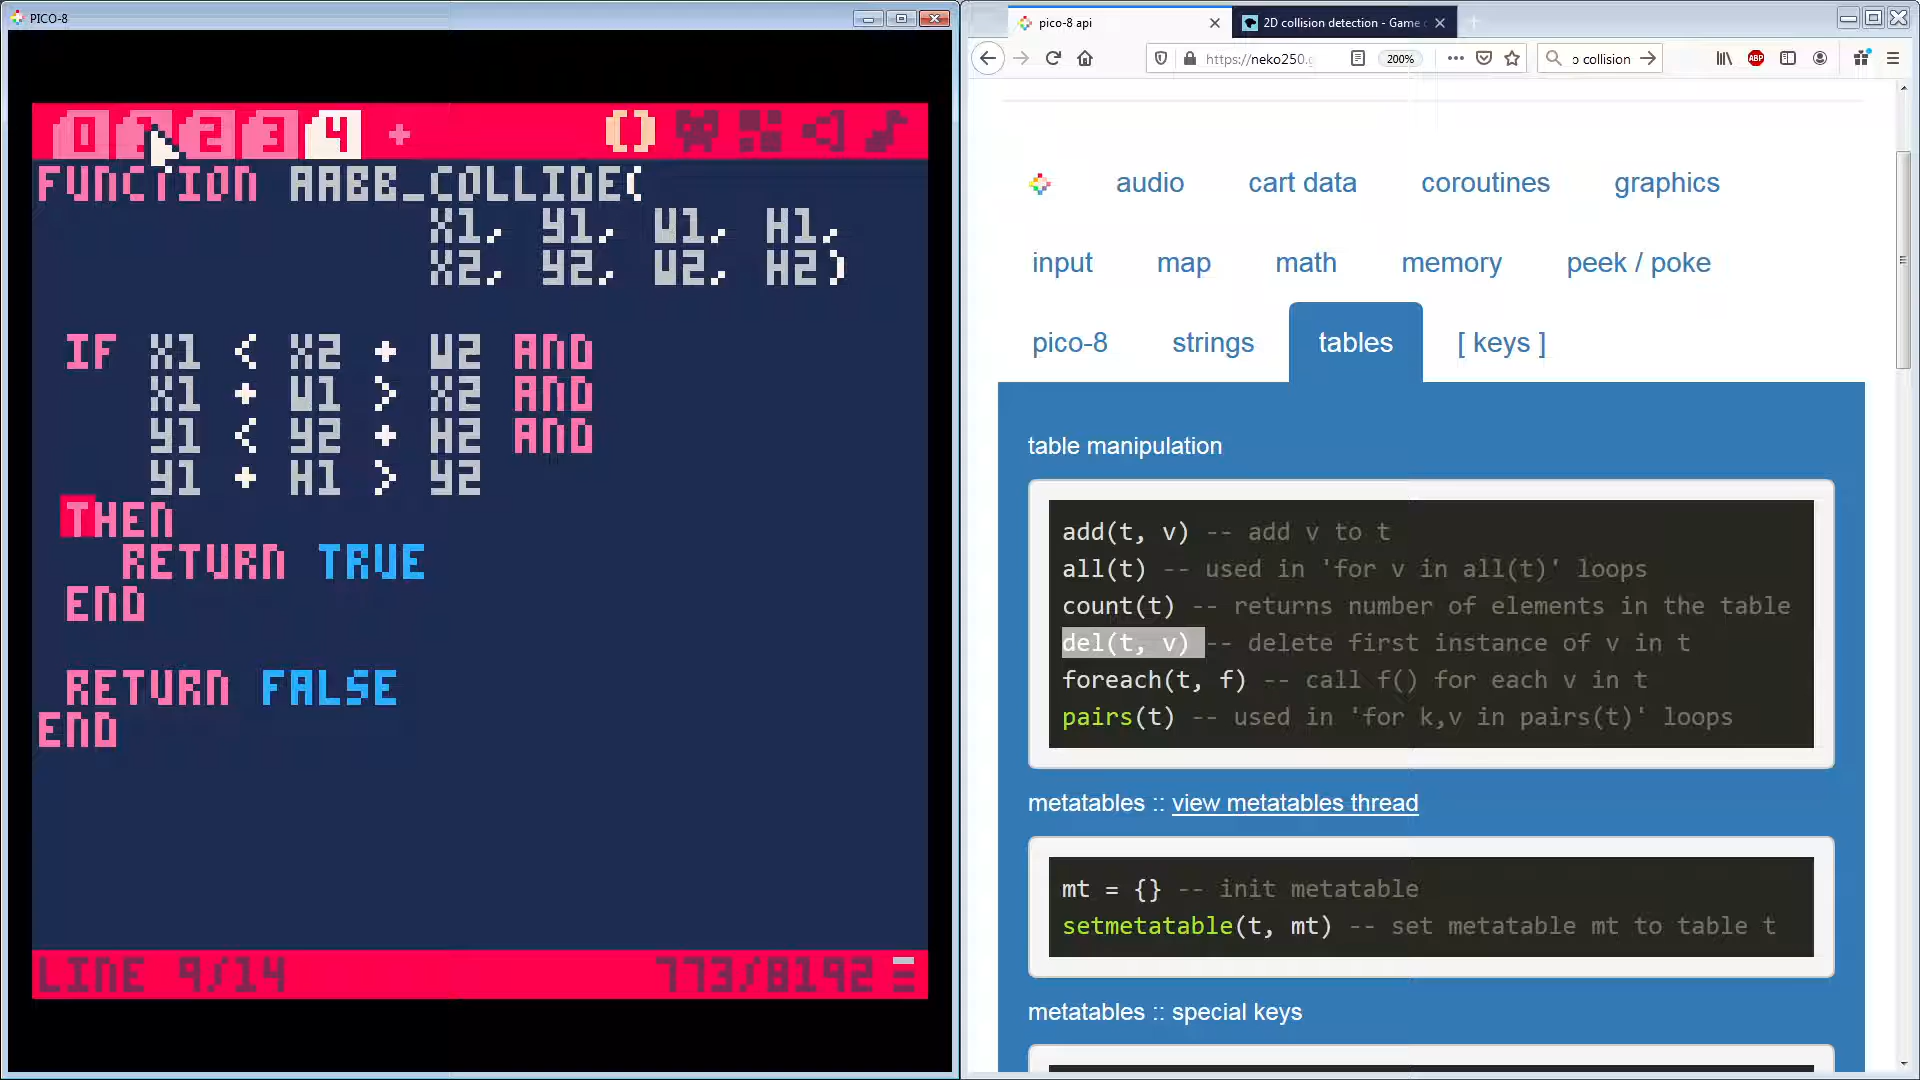 PICO-8
0 2 3 4 +
FUNCTION AABB_COLLIDE(
X1, Y1, W1, H1,
X2, Y2, W2, H2)
IF X1 < X2 + W2 AND
X1 + W1 > X2 AND
Y1 < Y2 + H2 AND
Y1 + H1 > Y2
THEN
RETURN TRUE
END
RETURN FALSE
END
LINE 9/14 773/8192
pico-8 api
2D collision detection - Game
https://neko250.
200%
collision
ABP
audio cart data coroutines graphics
input map math memory peek / poke
pico-8 strings tables [ keys ]
table manipulation
add(t, v) -- add v to t
all(t) -- used in 'for v in all(t)' loops
count(t) -- returns number of elements in the table
del(t, v) -- delete first instance of v in t
foreach(t, f) -- call f() for each v in t
pairs(t) -- used in 'for k,v in pairs(t)' loops
metatables :: view metatables thread
mt = {} -- init metatable
setmetatable(t, mt) -- set metatable mt to table t
metatables :: special keys